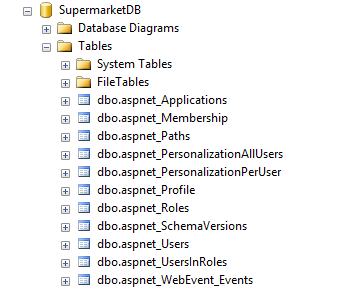 SupermarketDB
Database Diagrams
Tables
System Tables
FileTables
dbo.aspnet_Applications
dbo.aspnet_Membership
dbo.aspnet_Paths
dbo.aspnet_PersonalizationAllUsers
dbo.aspnet_PersonalizationPerUser
dbo.aspnet_Profile
dbo.aspnet_Roles
dbo.aspnet_SchemaVersions
dbo.aspnet_Users
dbo.aspnet_UsersInRoles
dbo.aspnet_WebEvent_Events